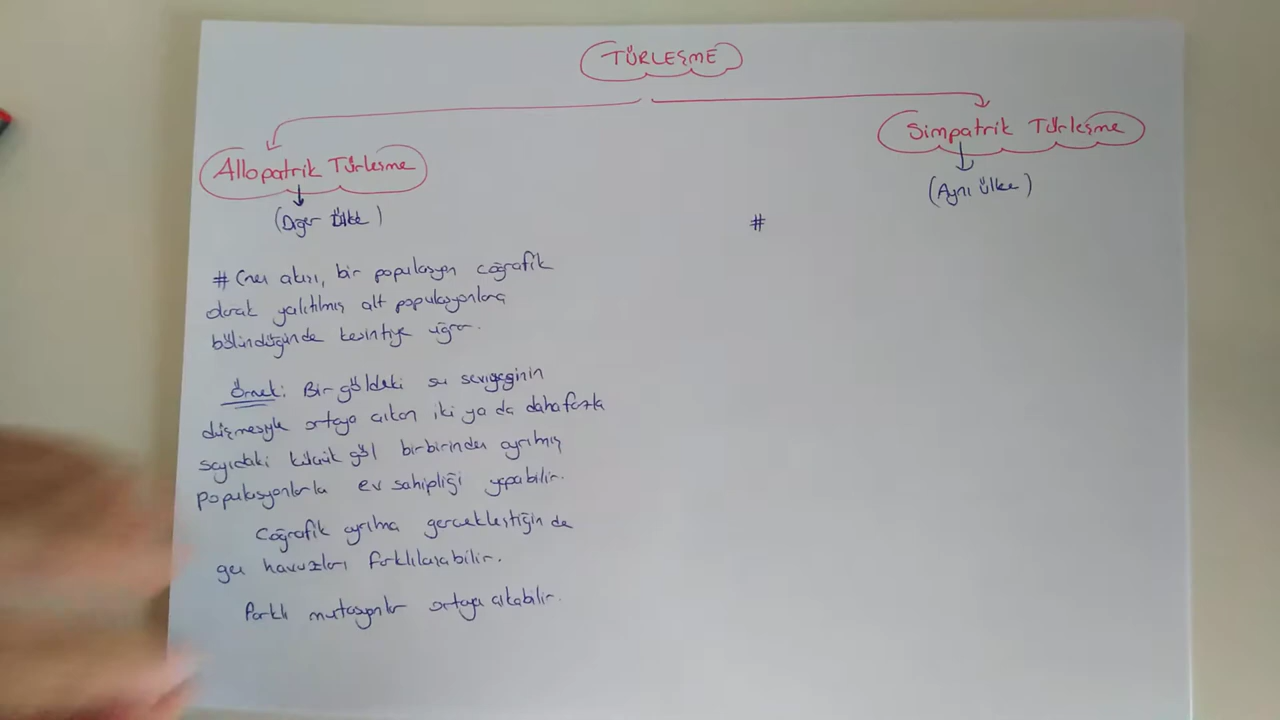 TÜRLEŞME
Allopatrik Türleşme
(Diğer Ülke)
# Gen akışı, bir populasyon coğrafik
olarak yalıtılmış alt populasyonlara
bölündüğünde kesintiye uğrar.
Örnek: Bir göldeki su seviyesinin
düşmesiyle ortaya çıkan iki ya da daha fazla
sayıdaki küçük göl birbirinden ayrılmış
populasyonlarla ev sahipliği yapabilir.
Coğrafik ayrılma gerçekleştiğinde
gen havuzları farklılaşabilir.
Farklı mutasyonlar ortaya çıkabilir.
Simpatrik Türleşme
(Aynı ülke)
#